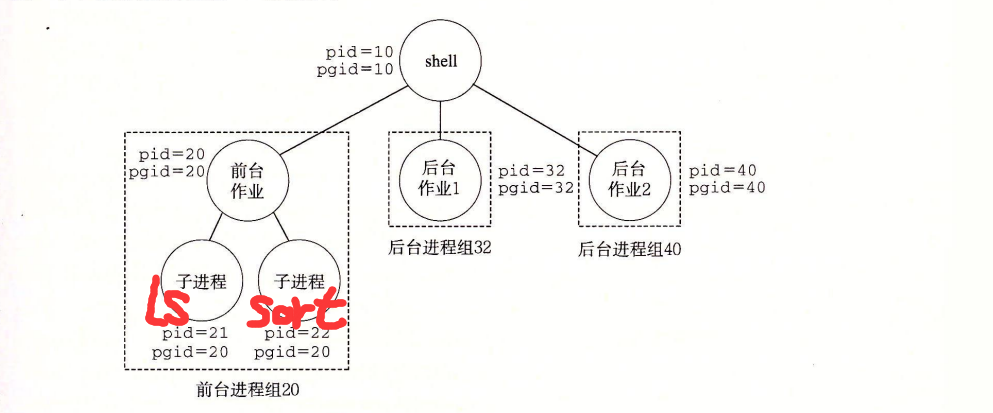 pid=10
pgid=10
shell
pid=20
pgid=20
前台
作业
后台
作业1
pid=32
pgid=32
后台
作业2
pid=40
pgid=40
后台进程组32
后台进程组40
子进程
子进程
Ls
sort
pid=21
pgid=20
pid=22
pgid=20
前台进程组20